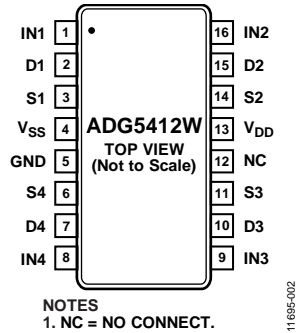 IN1 1 16 IN2
D1 2 15 D2
S1 3 14 S2
VSS 4 ADG5412W 13 VDD
TOP VIEW
GND 5 (Not to Scale) 12 NC
S4 6 11 S3
D4 7 10 D3
IN4 8 9 IN3
NOTES
1. NC = NO CONNECT.
11695-002